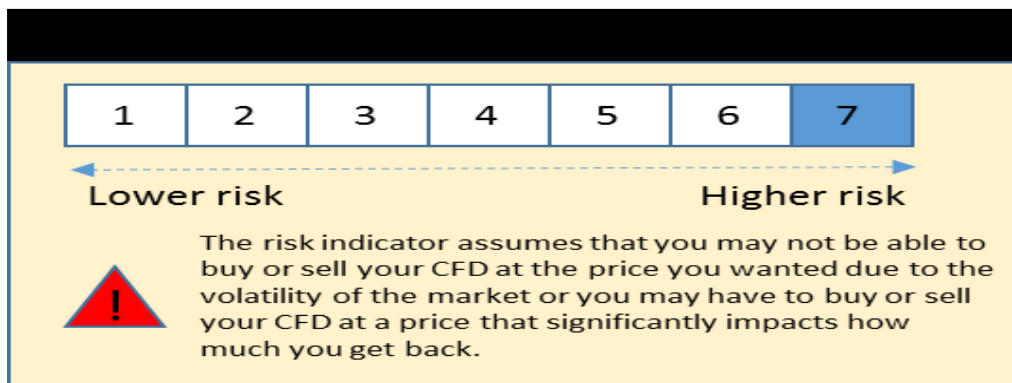 1 2 3 4 5 6 7
Lower risk Higher risk
The risk indicator assumes that you may not be able to
buy or sell your CFD at the price you wanted due to the
volatility of the market or you may have to buy or sell
your CFD at a price that significantly impacts how
much you get back.
!